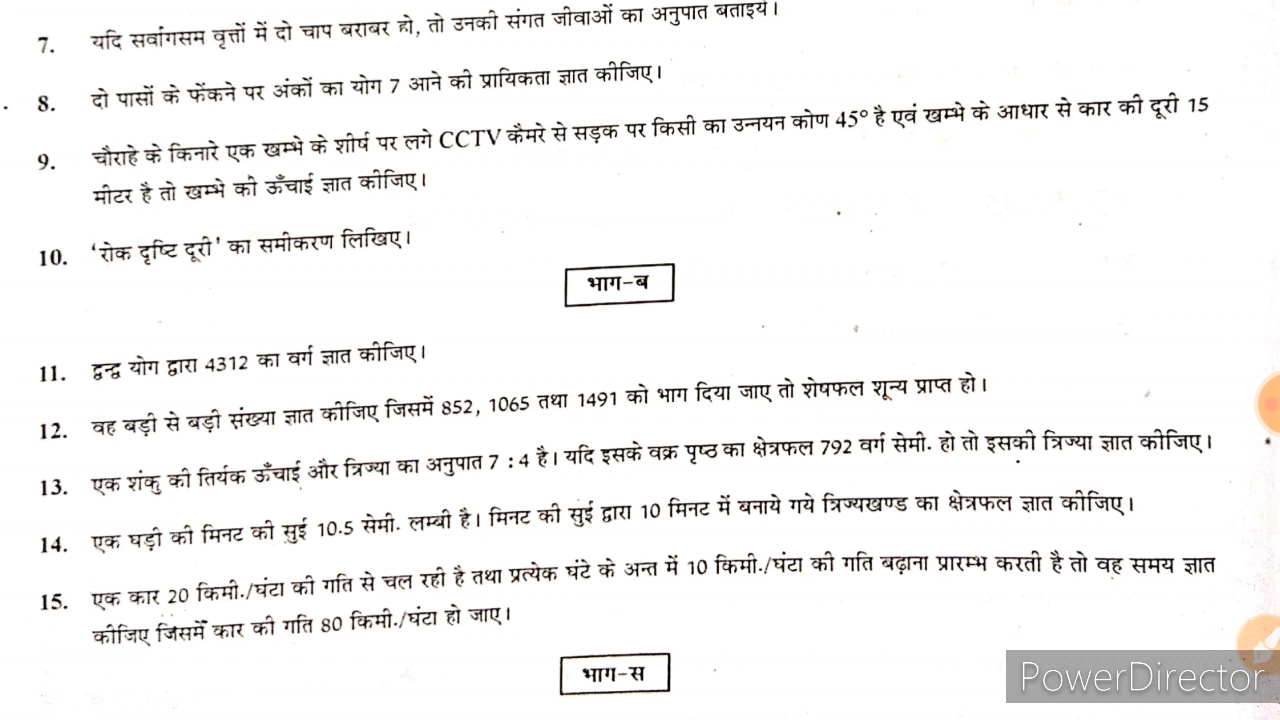 7. यदि सर्वांगसम वृत्तों में दो चाप बराबर हो, तो उनकी संगत जीवाओं का अनुपात बताइये।
8. दो पासों के फेंकने पर अंकों का योग 7 आने की प्रायिकता ज्ञात कीजिए।
9. चौराहे के किनारे एक खम्भे के शीर्ष पर लगे CCTV कैमरे से सड़क पर किसी का उन्नयन कोण 45° है एवं खम्भे के आधार से कार की दूरी 15
मीटर है तो खम्भे की ऊँचाई ज्ञात कीजिए।
10. ‘रोक दृष्टि दूरी’ का समीकरण लिखिए।
भाग-ब
11. द्वन्द्व योग द्वारा 4312 का वर्ग ज्ञात कीजिए।
12. वह बड़ी से बड़ी संख्या ज्ञात कीजिए जिसमें 852, 1065 तथा 1491 को भाग दिया जाए तो शेषफल शून्य प्राप्त हो।
13. एक शंकु की तिर्यक ऊँचाई और त्रिज्या का अनुपात 7 : 4 है। यदि इसके वक्र पृष्ठ का क्षेत्रफल 792 वर्ग सेमी. हो तो इसकी त्रिज्या ज्ञात कीजिए।
14. एक घड़ी की मिनट की सुई 10.5 सेमी. लम्बी है। मिनट की सुई द्वारा 10 मिनट में बनाये गये त्रिज्यखण्ड का क्षेत्रफल ज्ञात कीजिए।
15. एक कार 20 किमी./घंटा की गति से चल रही है तथा प्रत्येक घंटे के अन्त में 10 किमी./घंटा की गति बढ़ाना प्रारम्भ करती है तो वह समय ज्ञात
कीजिए जिसमें कार की गति 80 किमी./घंटा हो जाए।
भाग-स
PowerDirector